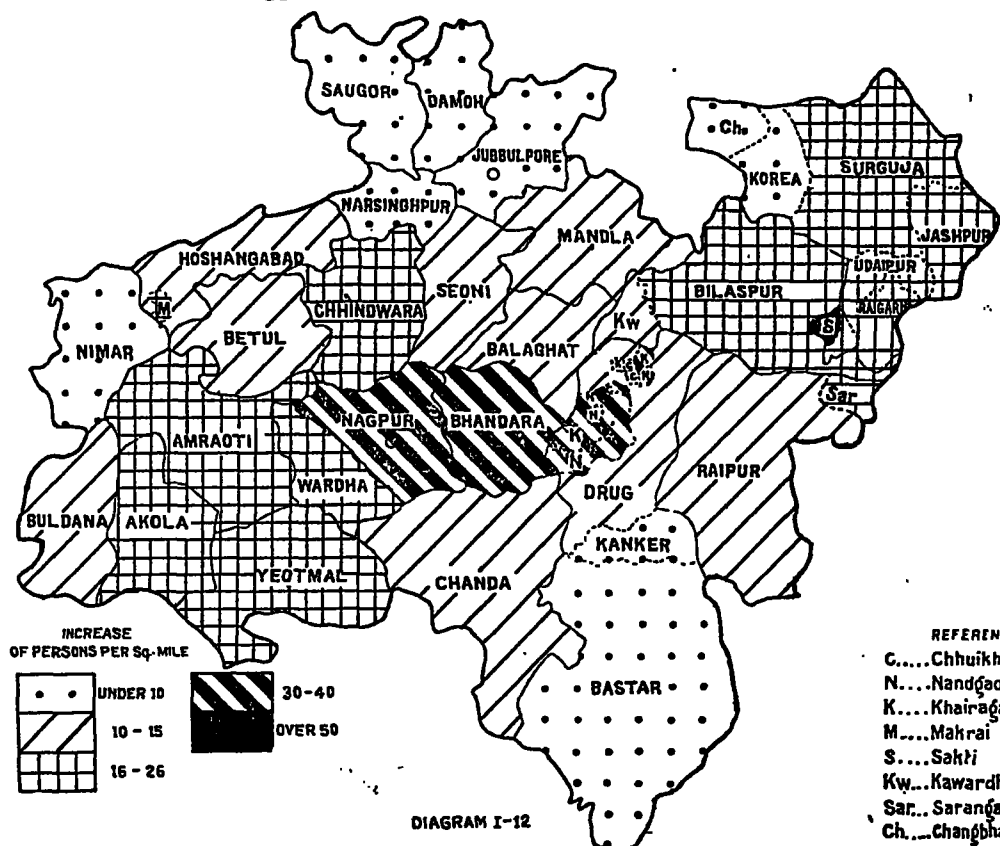 SAUGOR
DAMOH
JUBBULPORE
Ch.
KOREA
SURGUJA
NARSINGHPUR
JASHPUR
MANDLA
HOSHANGABAD
UDAIPUR
RAIGARH
BILASPUR
SEONI
CHHINDWARA
M
Kw
S
BETUL
NIMAR
BALAGHAT
Sar
NAGPUR
BHANDARA
N
K
N
AMRAOTI
RAIPUR
WARDHA
DRUG
BULDANA
AKOLA
KANKER
YEOTMAL
CHANDA
BASTAR
INCREASE
OF PERSONS PER Sq. MILE
UNDER 10
10-15
16-26
30-40
OVER 50
REFEREN
C.....Chhuikh
N....Nandgao
K....Khairaga
M....Makrai
S....Sakti
Kw...Kawardh
Sar...Saranga
Ch....Changbha
DIAGRAM I-12